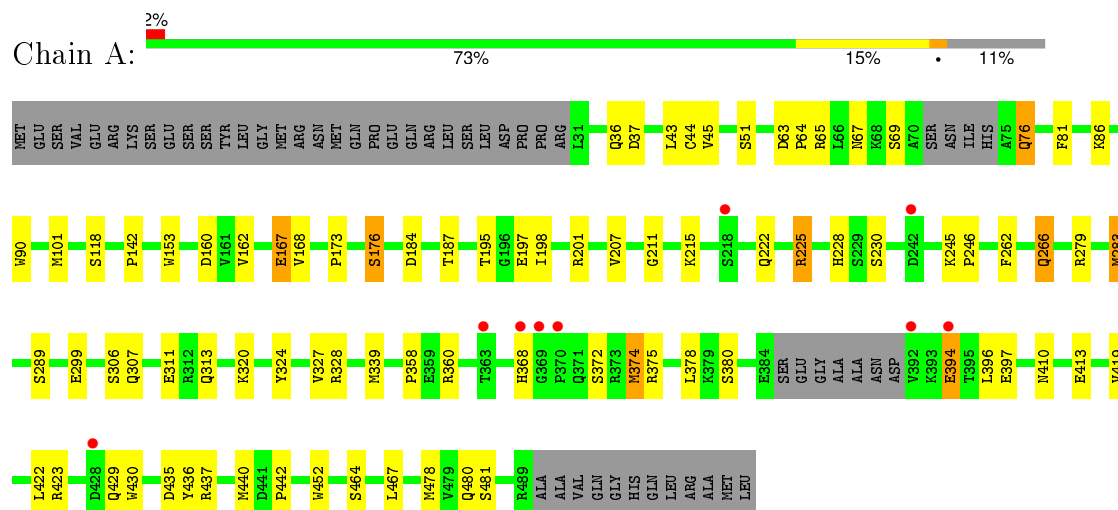 2%
Chain A:
73% 15% • 11%
MET GLU SER VAL GLU ARG LYS SER GLU SER SER TYR LEU GLY MET ARG ASN MET GLN PRO GLU GLN ARG LEU SER LEU ASP PRO PRO ARG L31 Q36 D37 L43 C44 V45 S51 D63 P64 R65 L66 N67 K68 S69 A70 SER ASN ILE HIS A75 Q76 F81 K86
W90 M101 S118 P142 W153 D160 V161 V162 E167 V168 P173 S176 D184 T187 T195 G196 E197 I198 R201 V207 G211 K215 S218 Q222 R225 H228 S229 S230 D242 K245 P246 F262 Q266 R279 M283
S289 E299 S306 Q307 E311 R312 Q313 K320 Y324 V327 R328 M339 P358 E359 R360 T363 H368 G369 P370 Q371 S372 R373 M374 R375 L378 K379 S380 E384 SER GLU GLY ALA ALA ASN ASP V392 K393 E394 T395 L396 E397 N410 E413
L422 R423 D428 Q429 W430 D435 Y436 R437 M440 D441 P442 W452 S464 L467 M478 V479 Q480 S481 R489 ALA ALA VAL GLN GLY HIS GLN LEU ARG ALA MET LEU